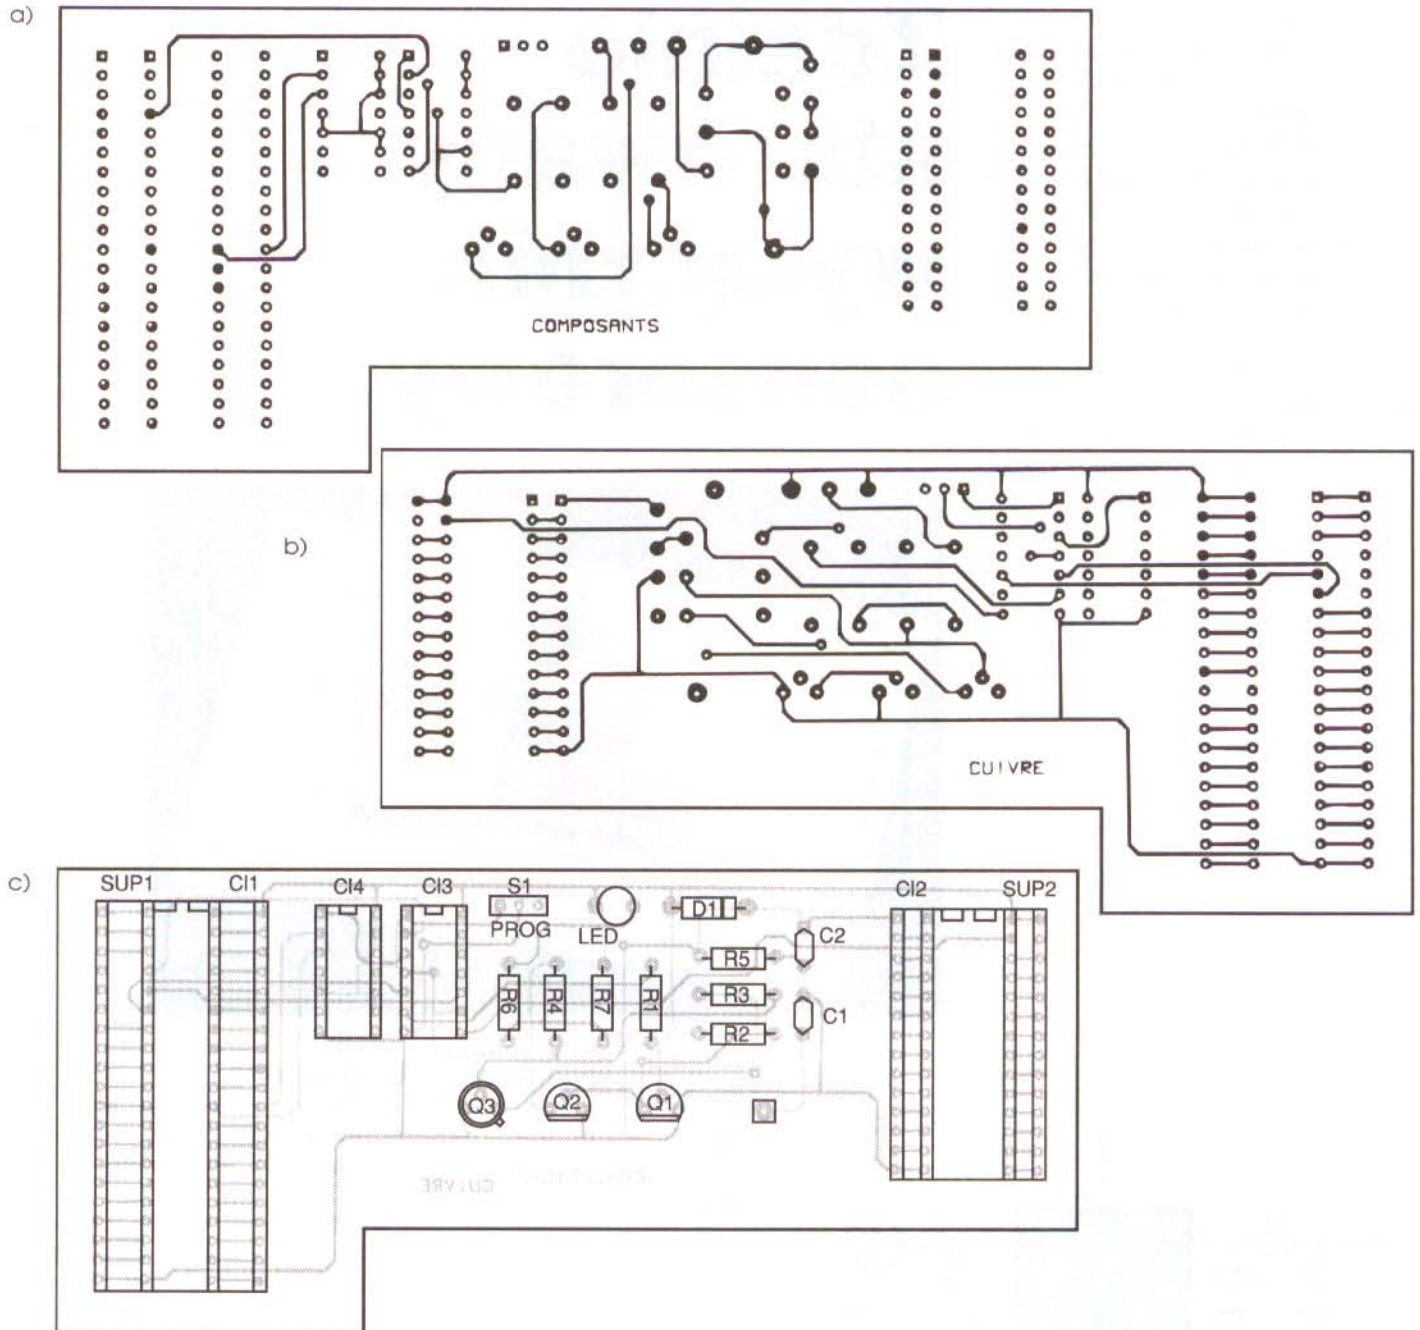 a)
COMPOSANTS
b)
CUIVRE
c)
SUP1 CI1 CI4 CI3 S1 CI2 SUP2
PROG LED D1 C2
R5
R6 R4 R7 R1 R3 C1
R2
Q3 Q2 Q1
CUIVRE